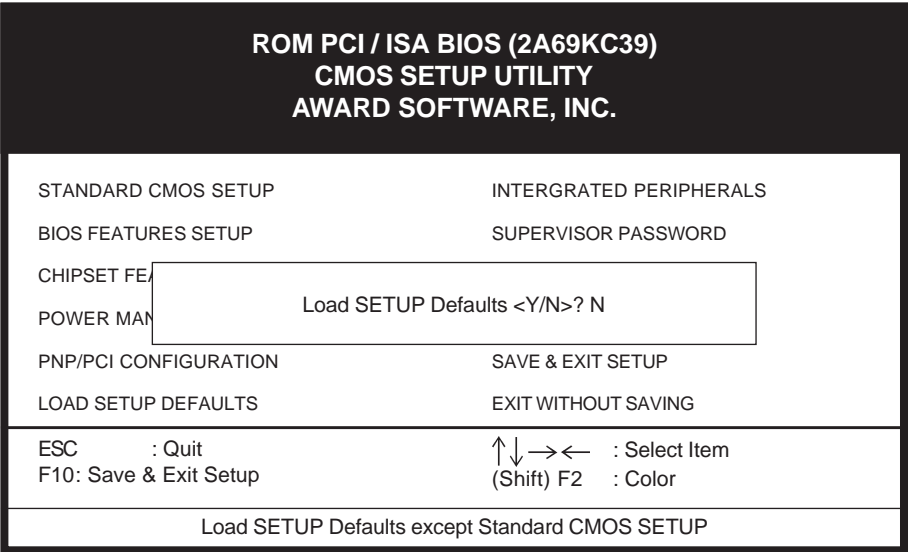 ROM PCI / ISA BIOS (2A69KC39)
CMOS SETUP UTILITY
AWARD SOFTWARE, INC.
STANDARD CMOS SETUP
INTERGRATED PERIPHERALS
BIOS FEATURES SETUP
SUPERVISOR PASSWORD
CHIPSET
Load SETUP Defaults <Y/N>? N
POWER
PNP/PCI CONFIGURATION
SAVE & EXIT SETUP
LOAD SETUP DEFAULTS
EXIT WITHOUT SAVING
ESC : Quit
↑↓→← : Select Item
F10: Save & Exit Setup
(Shift) F2 : Color
Load SETUP Defaults except Standard CMOS SETUP